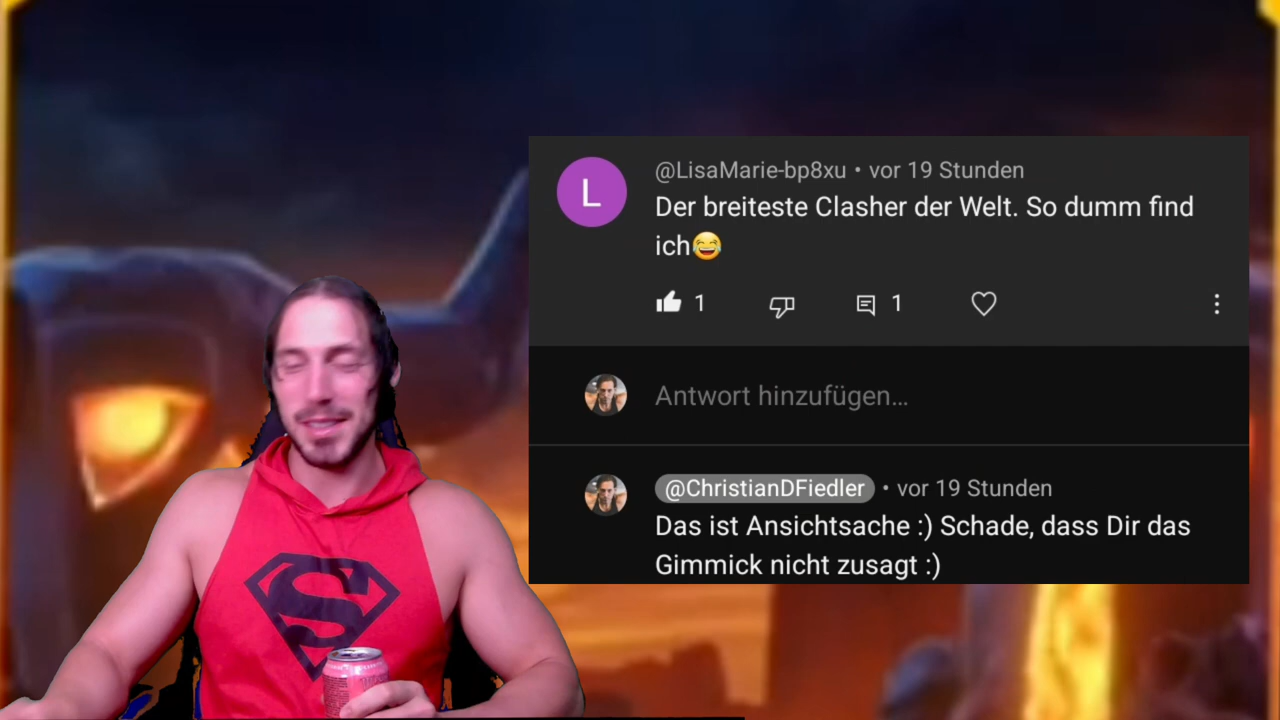 @LisaMarie-bp8xu • vor 19 Stunden
Der breiteste Clasher der Welt. So dumm find
ich😂
L
1
1
Antwort hinzufügen...
@ChristianDFiedler • vor 19 Stunden
Das ist Ansichtsache :) Schade, dass Dir das
Gimmick nicht zusagt :)
S